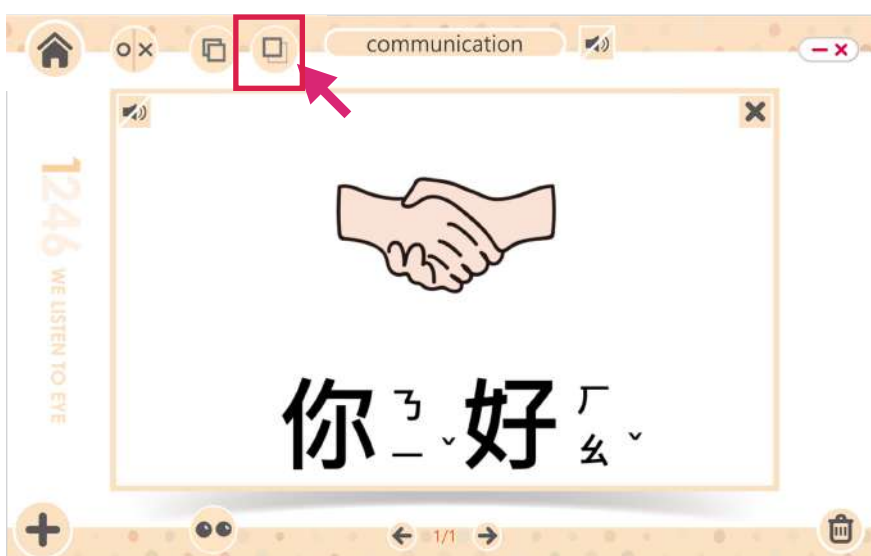 communication
1246 WE LISTEN TO EYE
你ㄋㄧˇ好ㄏㄠˇ
1/1